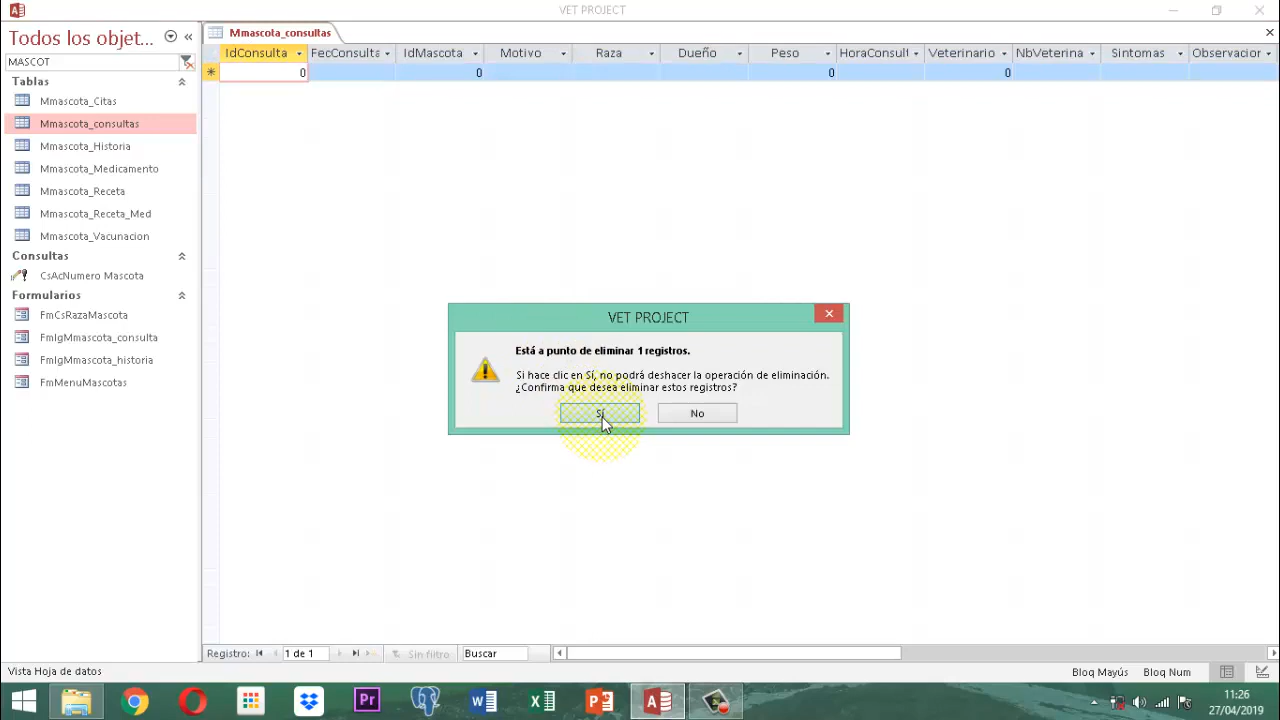 VET PROJECT
Todos los objet... «
MASCOT
Tablas
Mmascota_Citas
Mmascota_consultas
Mmascota_Historia
Mmascota_Medicamento
Mmascota_Receta
Mmascota_Receta_Med
Mmascota_Vacunacion
Consultas
CsAcNumero Mascota
Formularios
FmCsRazaMascota
FmIgMmascota_consulta
FmIgMmascota_historia
FmMenuMascotas
Mmascota_consultas
IdConsulta FecConsulta IdMascota Motivo Raza Dueño Peso HoraConsul Veterinario NbVeterina Sintomas Observacion
0 0 0 0
VET PROJECT
Está a punto de eliminar 1 registros.
Si hace clic en Sí, no podrá deshacer la operación de eliminación.
¿Confirma que desea eliminar estos registros?
Sí No
Registro: 1 de 1 Sin filtro Buscar
Vista Hoja de datos Bloq Mayús Bloq Num
Pr
11:26
27/04/2019